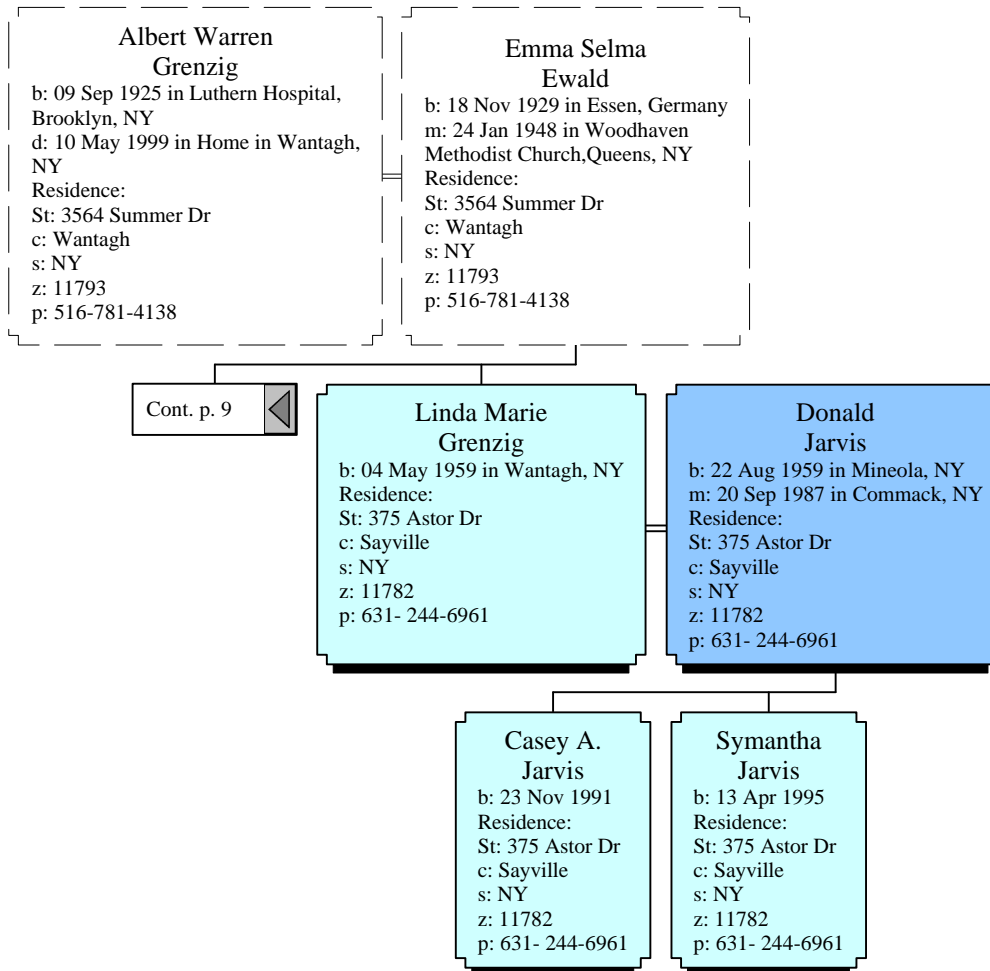 Albert Warren
Grenzig
b: 09 Sep 1925 in Luthern Hospital,
Brooklyn, NY
d: 10 May 1999 in Home in Wantagh,
NY
Residence:
St: 3564 Summer Dr
c: Wantagh
s: NY
z: 11793
p: 516-781-4138
Emma Selma
Ewald
b: 18 Nov 1929 in Essen, Germany
m: 24 Jan 1948 in Woodhaven
Methodist Church,Queens, NY
Residence:
St: 3564 Summer Dr
c: Wantagh
s: NY
z: 11793
p: 516-781-4138
Cont. p. 9
Linda Marie
Grenzig
b: 04 May 1959 in Wantagh, NY
Residence:
St: 375 Astor Dr
c: Sayville
s: NY
z: 11782
p: 631- 244-6961
Donald
Jarvis
b: 22 Aug 1959 in Mineola, NY
m: 20 Sep 1987 in Commack, NY
Residence:
St: 375 Astor Dr
c: Sayville
s: NY
z: 11782
p: 631- 244-6961
Casey A.
Jarvis
b: 23 Nov 1991
Residence:
St: 375 Astor Dr
c: Sayville
s: NY
z: 11782
p: 631- 244-6961
Symantha
Jarvis
b: 13 Apr 1995
Residence:
St: 375 Astor Dr
c: Sayville
s: NY
z: 11782
p: 631- 244-6961